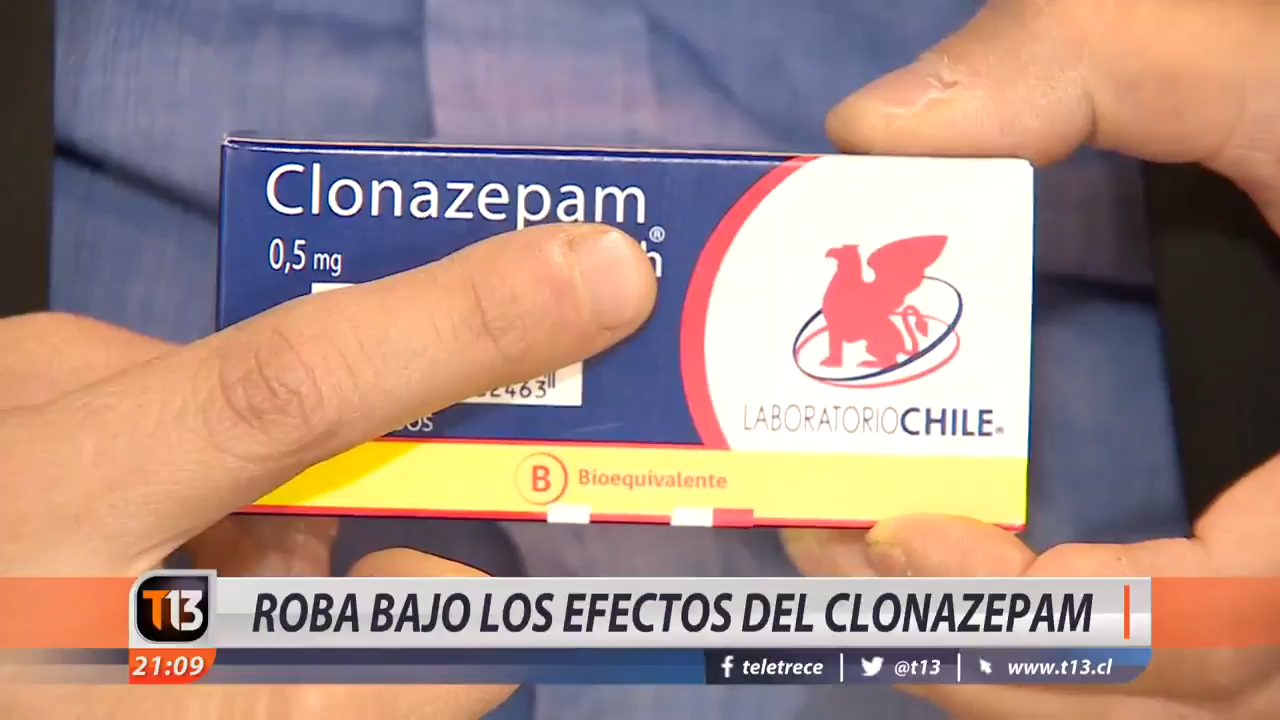 Clonazepam
®
0,5 mg
LABORATORIOCHILE®
B Bioequivalente
T13
ROBA BAJO LOS EFECTOS DEL CLONAZEPAM
21:09
teletrece
@t13
www.t13.cl